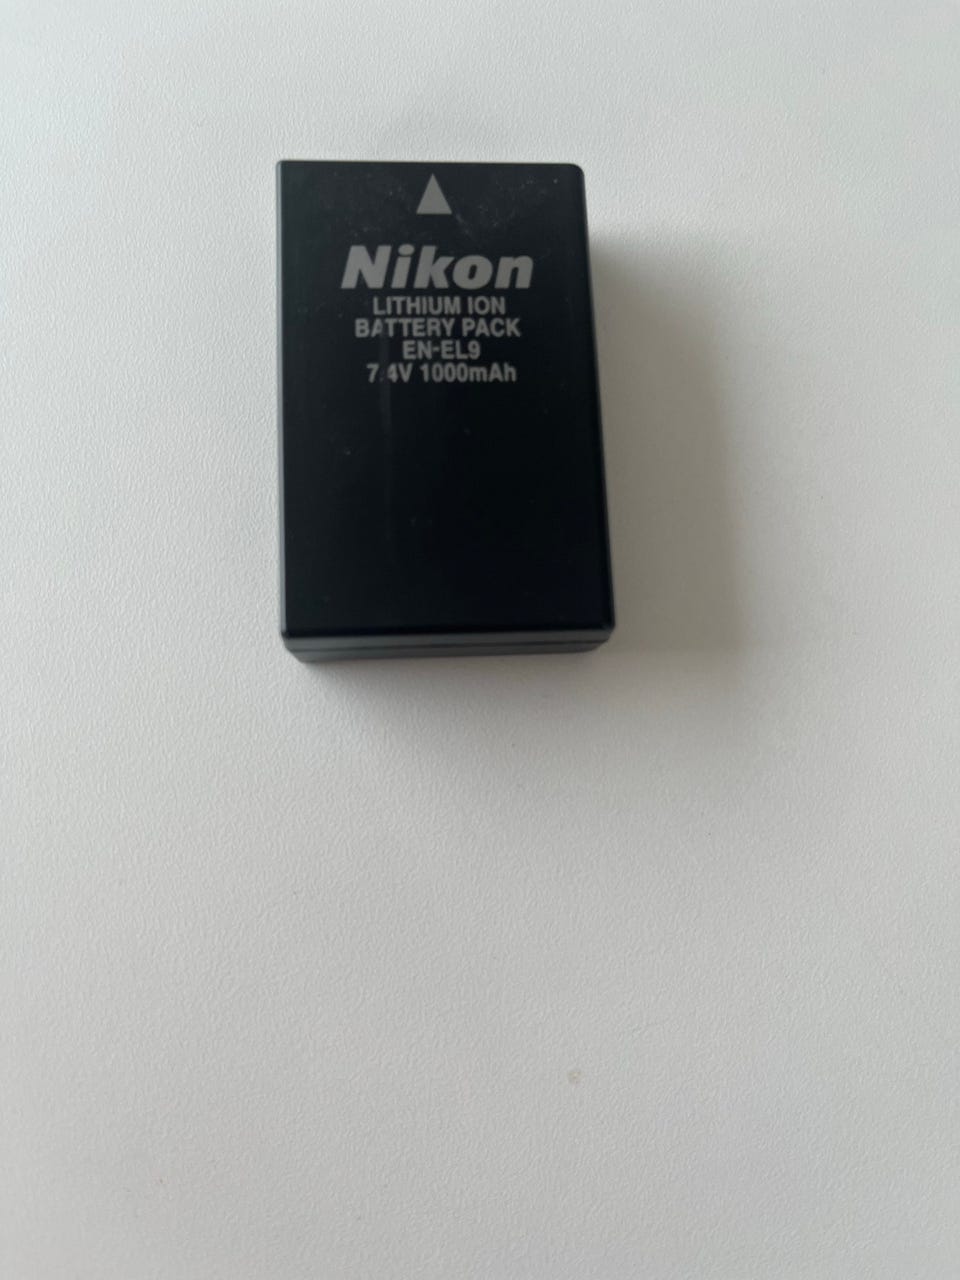 Nikon
LITHIUM ION
BATTERY PACK
EN-EL9
7.4V 1000mAh